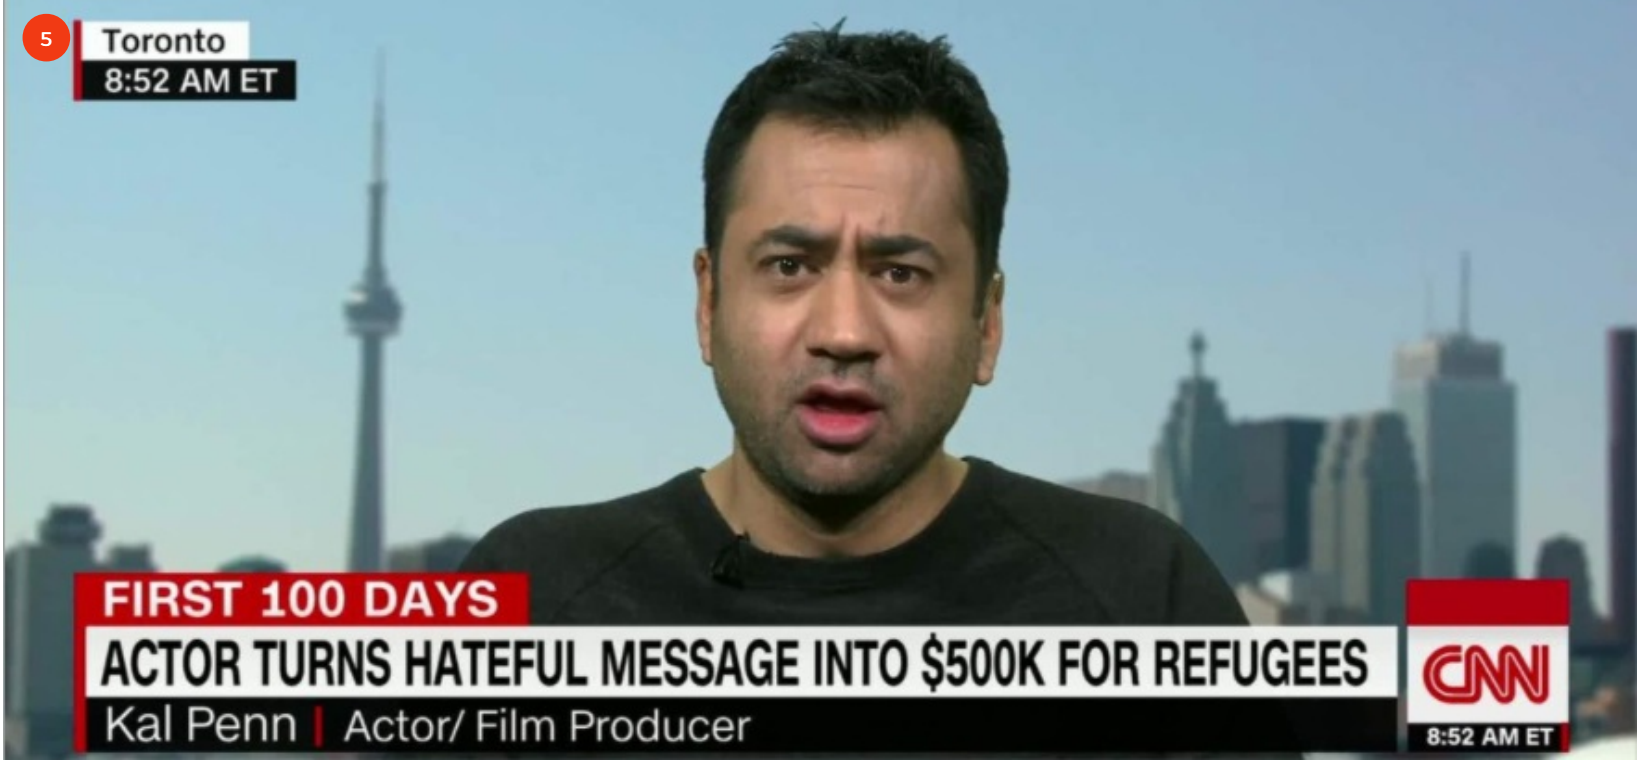 5
Toronto
8:52 AM ET
FIRST 100 DAYS
ACTOR TURNS HATEFUL MESSAGE INTO $500K FOR REFUGEES
Kal Penn | Actor/ Film Producer
CNN
8:52 AM ET